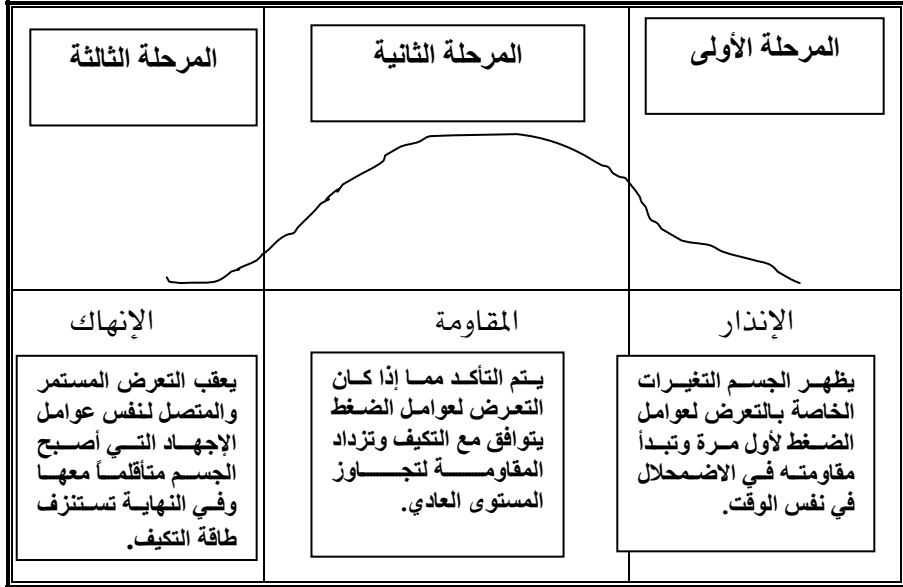 المرحلة الأولى
المرحلة الثانية
المرحلة الثالثة
الإنذار
المقاومة
الإنهاك
يظهر الجسم التغيرات
الخاصة بالتعرض لعوامل
الضغط لأول مرة وتبدأ
مقاومته في الاضمحلال
في نفس الوقت.
يتم التأكد مما إذا كان
التعرض لعوامل الضغط
يتوافق مع التكيف وتزداد
المقاومة لتجاوز
المستوى العادي.
يعقب التعرض المستمر
والمتصل لنفس عوامل
الإجهاد التي أصبح
الجسم متأقلماً معها
وفي النهاية تستنزف
طاقة التكيف.